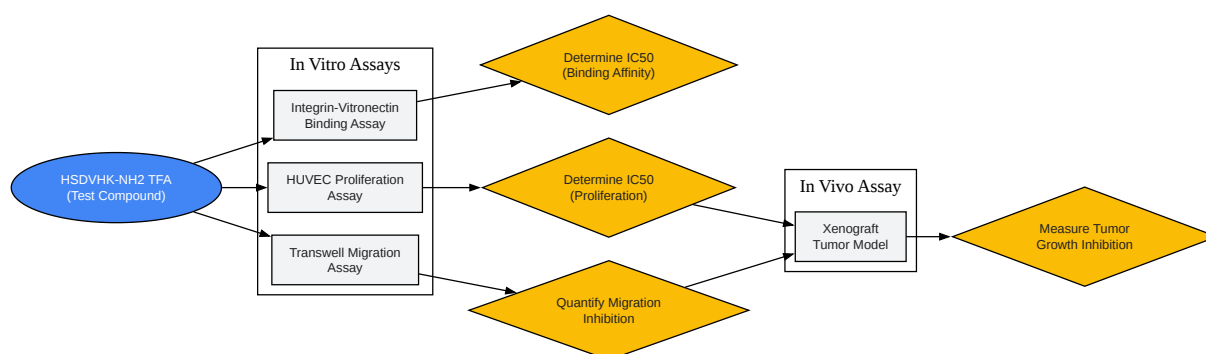 HSDVHK-NH2 TFA
(Test Compound)
In Vitro Assays
Integrin-Vitronectin
Binding Assay
HUVEC Proliferation
Assay
Transwell Migration
Assay
Determine IC50
(Binding Affinity)
Determine IC50
(Proliferation)
Quantify Migration
Inhibition
In Vivo Assay
Xenograft
Tumor Model
Measure Tumor
Growth Inhibition